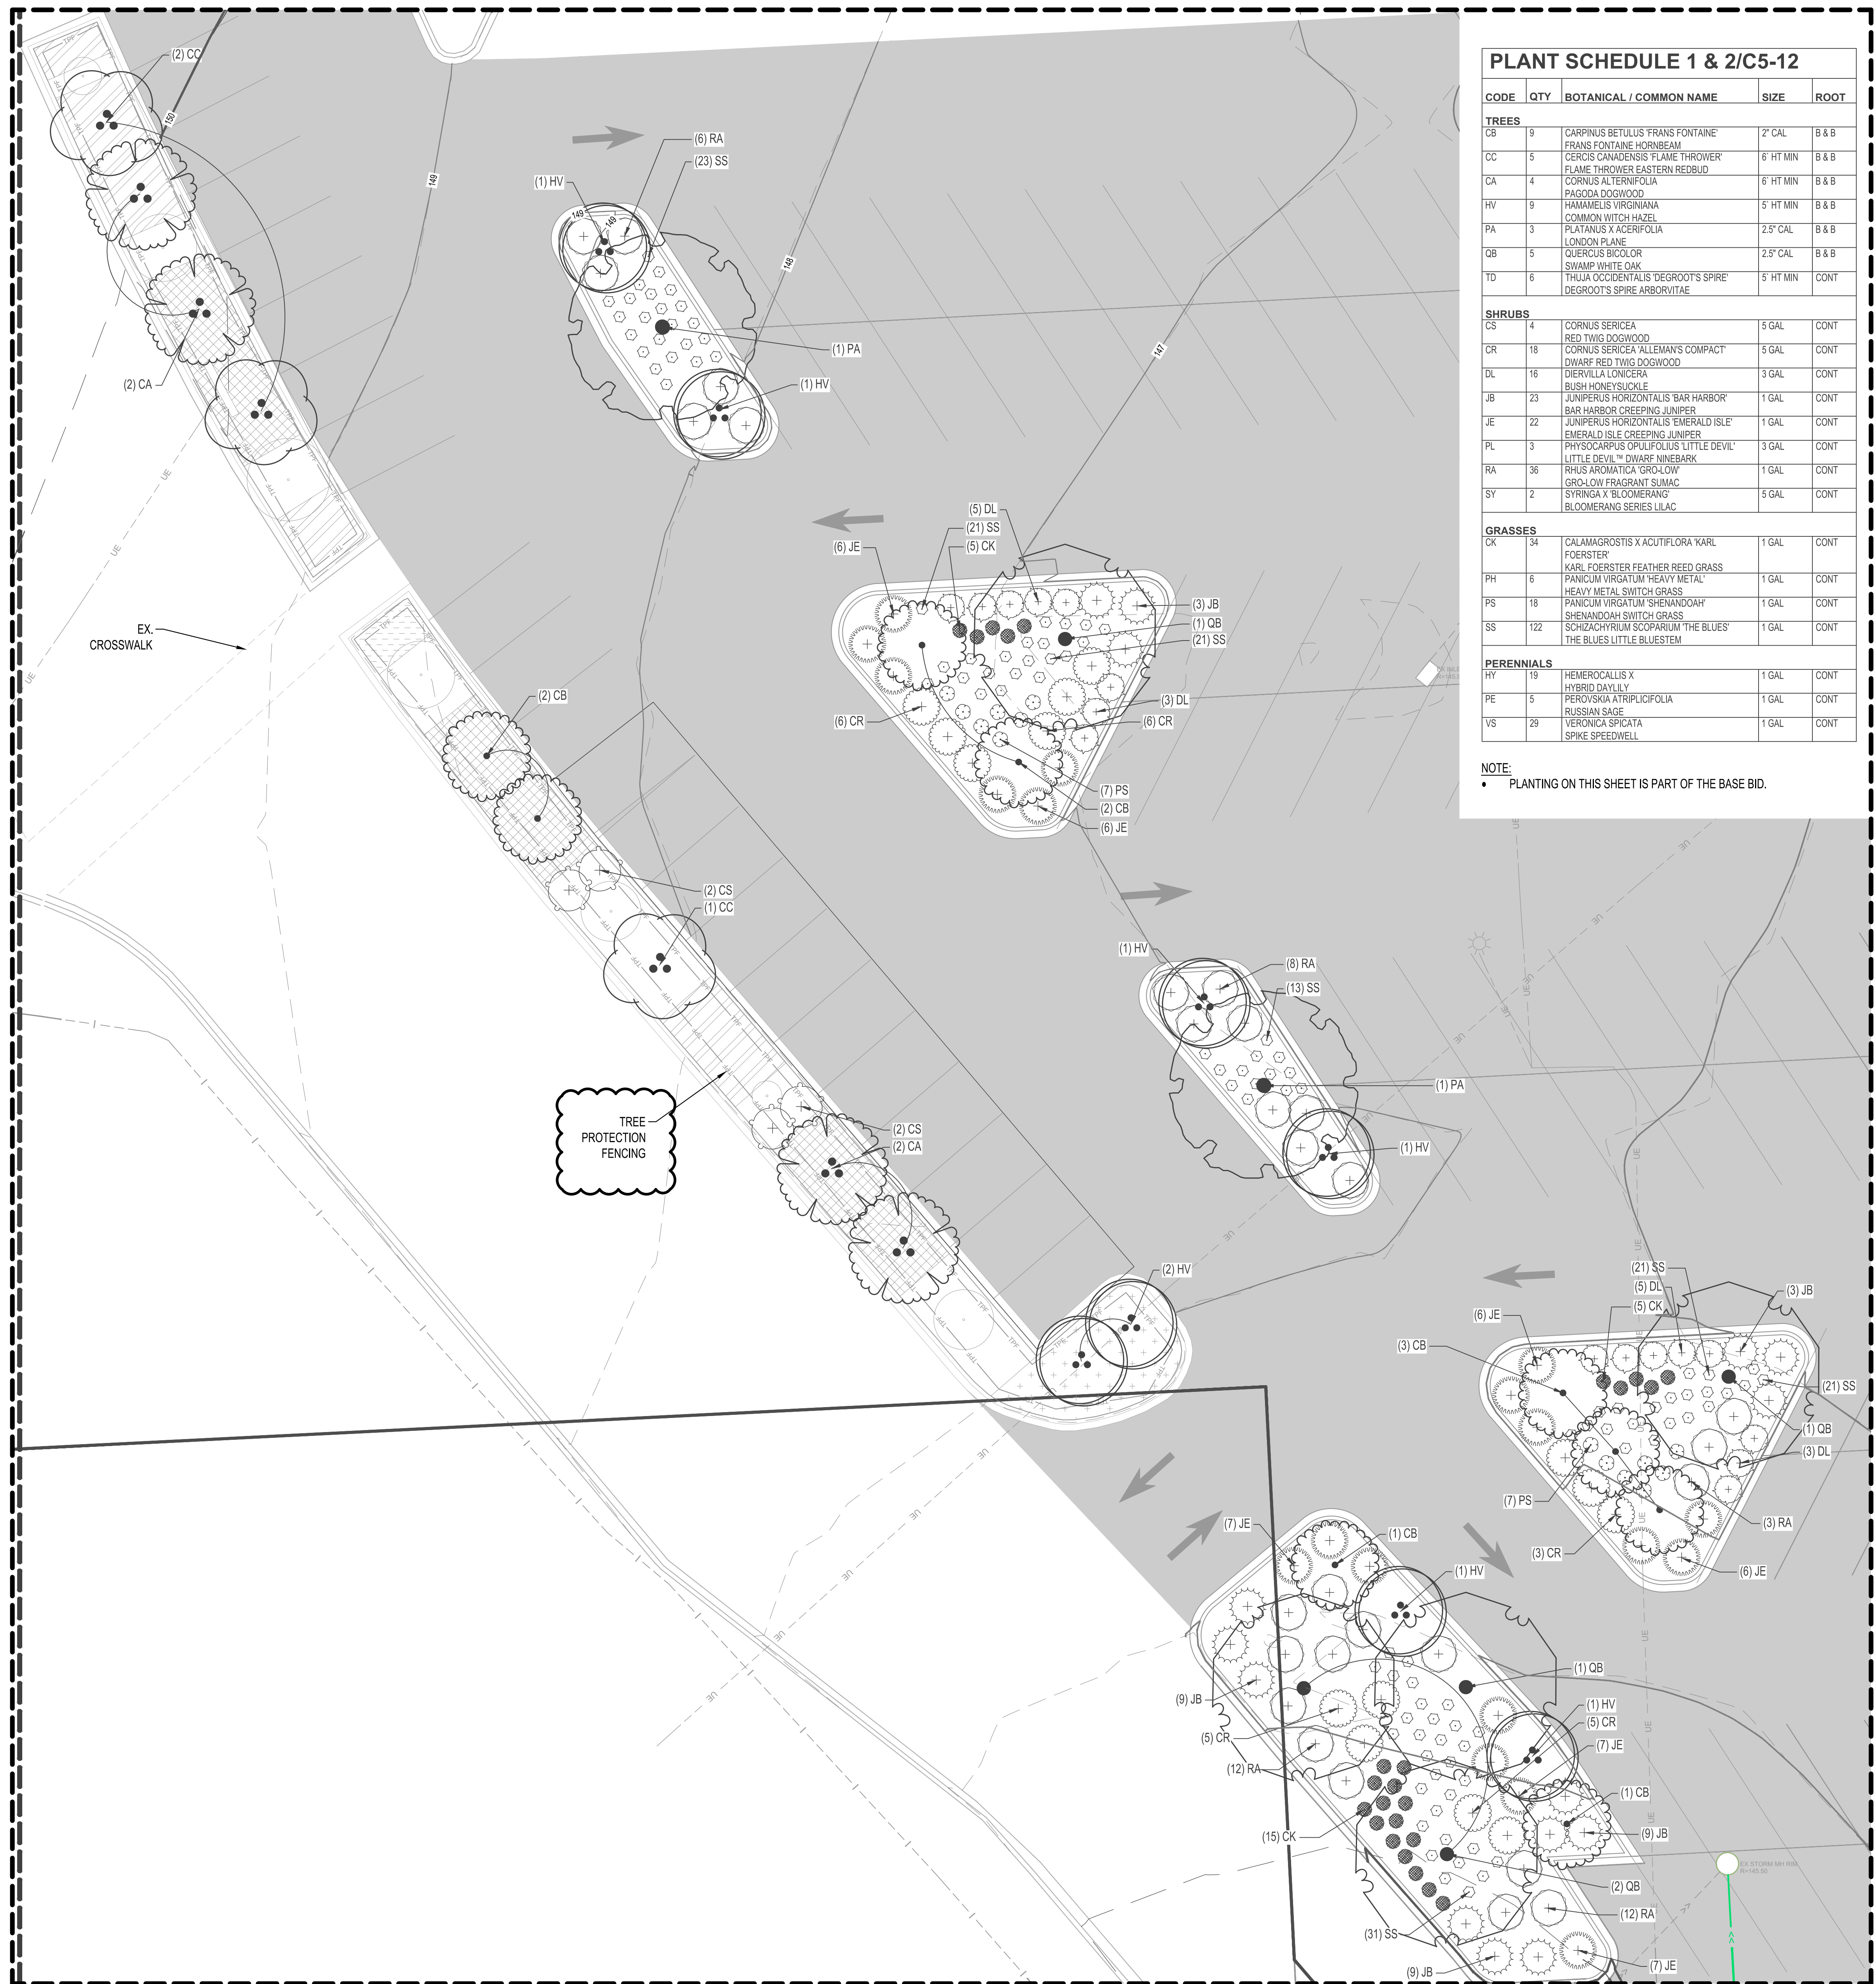 PLANT SCHEDULE 1 & 2/C5-12
CODE QTY BOTANICAL / COMMON NAME SIZE ROOT
TREES
CB 9 CARPINUS BETULUS 'FRANS FONTAINE' 2" CAL B & B
FRANS FONTAINE HORNBEAM
CC 5 CERCIS CANADENSIS 'FLAME THROWER' 6` HT MIN B & B
FLAME THROWER EASTERN REDBUD
CA 4 CORNUS ALTERNIFOLIA 6` HT MIN B & B
PAGODA DOGWOOD
HV 9 HAMAMELIS VIRGINIANA 5` HT MIN B & B
COMMON WITCH HAZEL
PA 3 PLATANUS X ACERIFOLIA 2.5" CAL B & B
LONDON PLANE
QB 5 QUERCUS BICOLOR 2.5" CAL B & B
SWAMP WHITE OAK
TD 6 THUJA OCCIDENTALIS 'DEGROOT'S SPIRE' 5` HT MIN CONT
DEGROOT'S SPIRE ARBORVITAE
SHRUBS
CS 4 CORNUS SERICEA 5 GAL CONT
RED TWIG DOGWOOD
CR 18 CORNUS SERICEA 'ALLEMAN'S COMPACT' 5 GAL CONT
DWARF RED TWIG DOGWOOD
DL 16 DIERVILLA LONICERA 3 GAL CONT
BUSH HONEYSUCKLE
JB 23 JUNIPERUS HORIZONTALIS 'BAR HARBOR' 1 GAL CONT
BAR HARBOR CREEPING JUNIPER
JE 22 JUNIPERUS HORIZONTALIS 'EMERALD ISLE' 1 GAL CONT
EMERALD ISLE CREEPING JUNIPER
PL 3 PHYSOCARPUS OPULIFOLIUS 'LITTLE DEVIL' 3 GAL CONT
LITTLE DEVIL™ DWARF NINEBARK
RA 36 RHUS AROMATICA 'GRO-LOW' 1 GAL CONT
GRO-LOW FRAGRANT SUMAC
SY 2 SYRINGA X 'BLOOMERANG' 5 GAL CONT
BLOOMERANG SERIES LILAC
GRASSES
CK 34 CALAMAGROSTIS X ACUTIFLORA 'KARL 1 GAL CONT
FOERSTER'
KARL FOERSTER FEATHER REED GRASS
PH 6 PANICUM VIRGATUM 'HEAVY METAL' 1 GAL CONT
HEAVY METAL SWITCH GRASS
PS 18 PANICUM VIRGATUM 'SHENANDOAH' 1 GAL CONT
SHENANDOAH SWITCH GRASS
SS 122 SCHIZACHYRIUM SCOPARIUM 'THE BLUES' 1 GAL CONT
THE BLUES LITTLE BLUESTEM
PERENNIALS
HY 19 HEMEROCALLIS X 1 GAL CONT
HYBRID DAYLILY
PE 5 PEROVSKIA ATRIPLICIFOLIA 1 GAL CONT
RUSSIAN SAGE
VS 29 VERONICA SPICATA 1 GAL CONT
SPIKE SPEEDWELL
NOTE:
• PLANTING ON THIS SHEET IS PART OF THE BASE BID.
(2) CC
150
149
148
147
(2) CA
(6) RA
(23) SS
(1) HV
149
149
(1) PA
(1) HV
(5) DL
(21) SS
(5) CK
(6) JE
(3) JB
(1) QB
(21) SS
(3) DL
(6) CR
(6) CR
(7) PS
(2) CB
(6) JE
EX.
CROSSWALK
UE
UE
UE
(2) CB
(2) CS
(1) CC
(1) HV
(8) RA
(13) SS
(1) PA
(1) HV
TREE
PROTECTION
FENCING
(2) CS
(2) CA
(2) HV
TPF
UE
(21) SS
(5) DL
(5) CK
(3) JB
(6) JE
(3) CB
(21) SS
(1) QB
(3) DL
(7) PS
(3) RA
(3) CR
(6) JE
(7) JE
(1) CB
(1) HV
(1) QB
(9) JB
(1) HV
(5) CR
(7) JE
(5) CR
(12) RA
(1) CB
(15) CK
(9) JB
(2) QB
(12) RA
(31) SS
(9) JB
(7) JE
EX STORM MH RIM